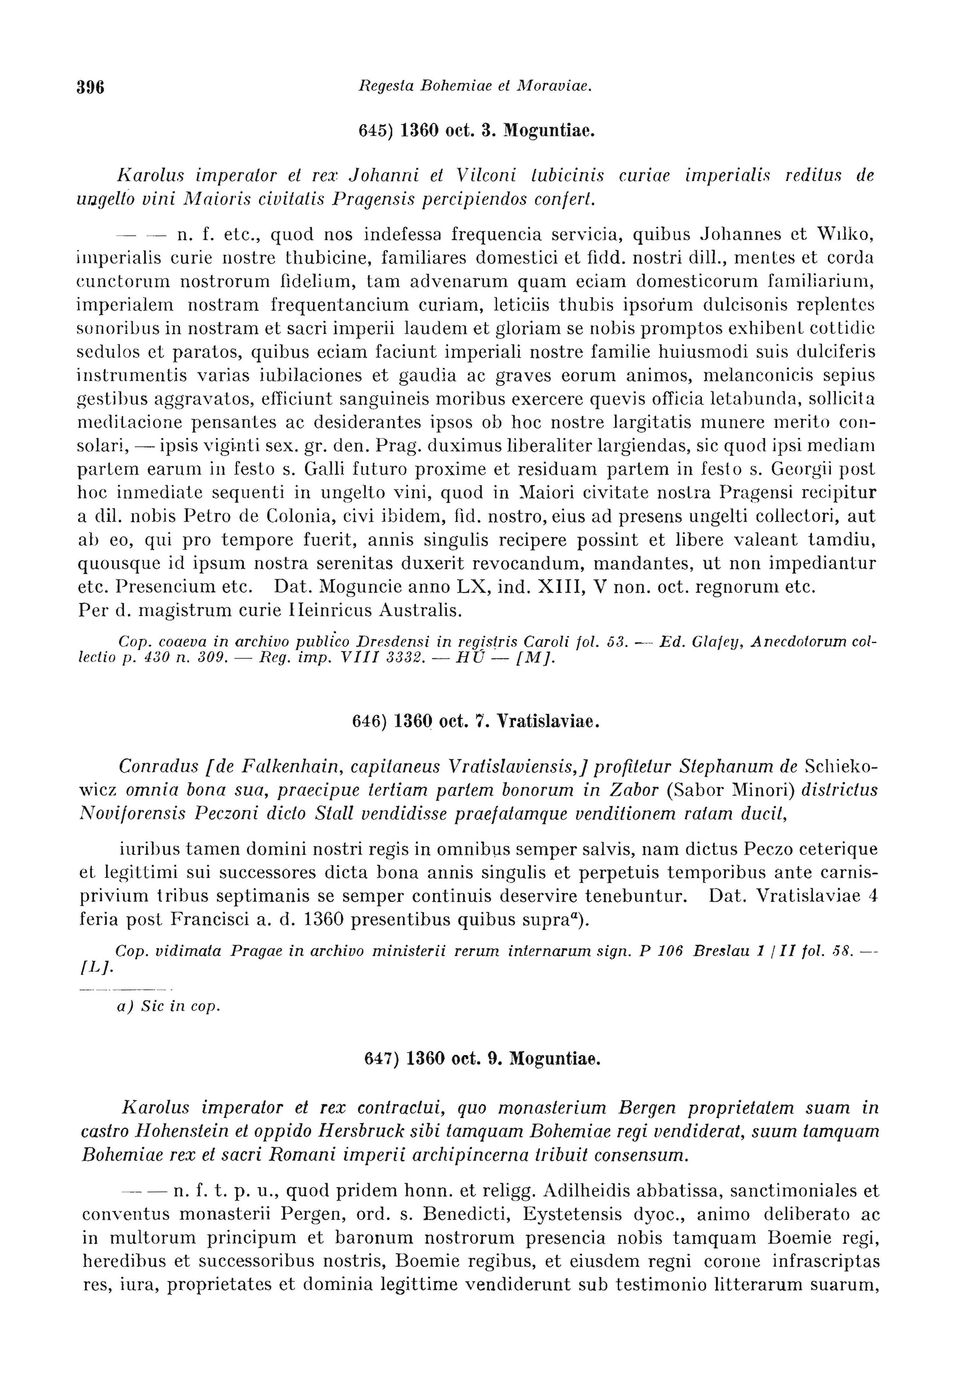 396
Regesta Bohemiae et Moraviae.
645) 1360 oct. 3. Moguntiae.
Karolus imperator et rex Johanni et Vilconi tubicinis curiae imperialis reditus de
ungelto vini Maioris civitatis Pragensis percipiendos confert.
— — n. f. etc., quod nos indefessa frequencia servicia, quibus Johannes et Wilko,
imperialis curie nostre thubicine, familiares domestici et fidd. nostri dill., mentes et corda
cunctorum nostrorum fidelium, tam advenarum quam eciam domesticorum familiarium,
imperialem nostram frequentancium curiam, leticiis thubis ipsorum dulcisonis replentes
sonoribus in nostram et sacri imperii laudem et gloriam se nobis promptos exhibent cottidie
sedulos et paratos, quibus eciam faciunt imperiali nostre familie huiusmodi suis dulciferis
instrumentis varias iubilaciones et gaudia ac graves eorum animos, melanconicis sepius
gestibus aggravatos, efficiunt sanguineis moribus exercere quevis officia letabunda, sollicita
meditacione pensantes ac desiderantes ipsos ob hoc nostre largitatis munere merito con-
solari, — ipsis viginti sex. gr. den. Prag. duximus liberaliter largiendas, sic quod ipsi mediam
partem earum in festo s. Galli futuro proxime et residuam partem in festo s. Georgii post
hoc inmediate sequenti in ungelto vini, quod in Maiori civitate nostra Pragensi recipitur
a dil. nobis Petro de Colonia, civi ibidem, fid. nostro, eius ad presens ungelti collectori, aut
ab eo, qui pro tempore fuerit, annis singulis recipere possint et libere valeant tamdiu,
quousque id ipsum nostra serenitas duxerit revocandum, mandantes, ut non impediantur
etc. Presencium etc. Dat. Moguncie anno LX, ind. XIII, V non. oct. regnorum etc.
Per d. magistrum curie Heinricus Australis.
Cop. coaeva in archivo publico Dresdensi in registris Caroli fol. 53. — Ed. Glafey, Anecdotorum col-
lectio p. 430 n. 309. — Reg. imp. VIII 3332. — HÚ — [M].
646) 1360 oct. 7. Vratislaviae.
Conradus [de Falkenhain, capitaneus Vratislaviensis,] profitetur Stephanum de Schieko-
wicz omnia bona sua, praecipue tertiam partem bonorum in Zabor (Sabor Minori) districtus
Noviforensis Peczoni dicto Stall vendidisse praefatamque venditionem ratam ducit,
iuribus tamen domini nostri regis in omnibus semper salvis, nam dictus Peczo ceterique
et legittimi sui successores dicta bona annis singulis et perpetuis temporibus ante carnis-
privium tribus septimanis se semper continuis deservire tenebuntur. Dat. Vratislaviae 4
feria post Francisci a. d. 1360 presentibus quibus supra a).
Cop. vidimata Pragae in archivo ministerii rerum internarum sign. P 106 Breslau 1 / II fol. 58. —
[L].
a) Sic in cop.
647) 1360 oct. 9. Moguntiae.
Karolus imperator et rex contractui, quo monasterium Bergen proprietatem suam in
castro Hohenstein et oppido Hersbruck sibi tamquam Bohemiae regi vendiderat, suum tamquam
Bohemiae rex et sacri Romani imperii archipincerna tribuit consensum.
— — n. f. t. p. u., quod pridem honn. et religg. Adilheidis abbatissa, sanctimoniales et
conventus monasterii Pergen, ord. s. Benedicti, Eystetensis dyoc., animo deliberato ac
in multorum principum et baronum nostrorum presencia nobis tamquam Boemie regi,
heredibus et successoribus nostris, Boemie regibus, et eiusdem regni corone infrascriptas
res, iura, proprietates et dominia legittime vendiderunt sub testimonio litterarum suarum,